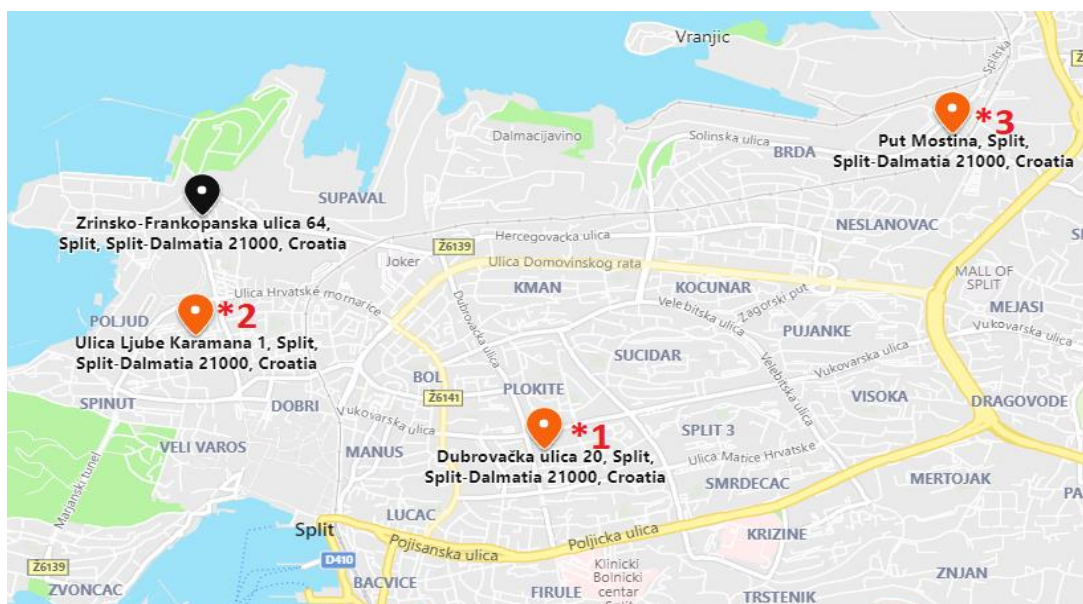 Vranjic
Splitska
*3
Put Mostina, Split,
Split-Dalmatia 21000, Croatia
Dalmacijavino
Solinska ulica
BRDA
Zrinsko-Frankopanska ulica 64,
Split, Split-Dalmatia 21000, Croatia
SUPAVAL
NESLANOVAC
Hercegovačka ulica
Ž6139
Joker
Ulica Domovinskog rata
MALL OF
SPLIT
KMAN
KOCUNAR
Ulica Hrvatske mornarice
Dubrovačka ulica
Velebitska ulica
Zagorski put
MEJASI
*2
POLJUD
Ulica Ljube Karamana 1, Split,
Split-Dalmatia 21000, Croatia
PUJANKE
Vukovarska ulica
SUCIDAR
Vukovarska ulica
Velebitska ulica
BOL
PLOKITE
Ž6141
VISOKA
DRAGOVODE
SPINUT
DOBRI
Vukovarska ulica
*1
SPLIT 3
Dubrovačka ulica 20, Split,
Split-Dalmatia 21000, Croatia
VELI VAROS
MANUS
Ulica Matice Hrvatske
Marjanski tunel
SMRDECAC
MERTOJAK
PA
LUCAC
Split
Pojisanska ulica
Poljicka ulica
KRIZINE
D410
Ž6139
ZVONCAC
BACVICE
FIRULE
Klinicki
Bolnicki
centar
TRSTENIK
ZNJAN